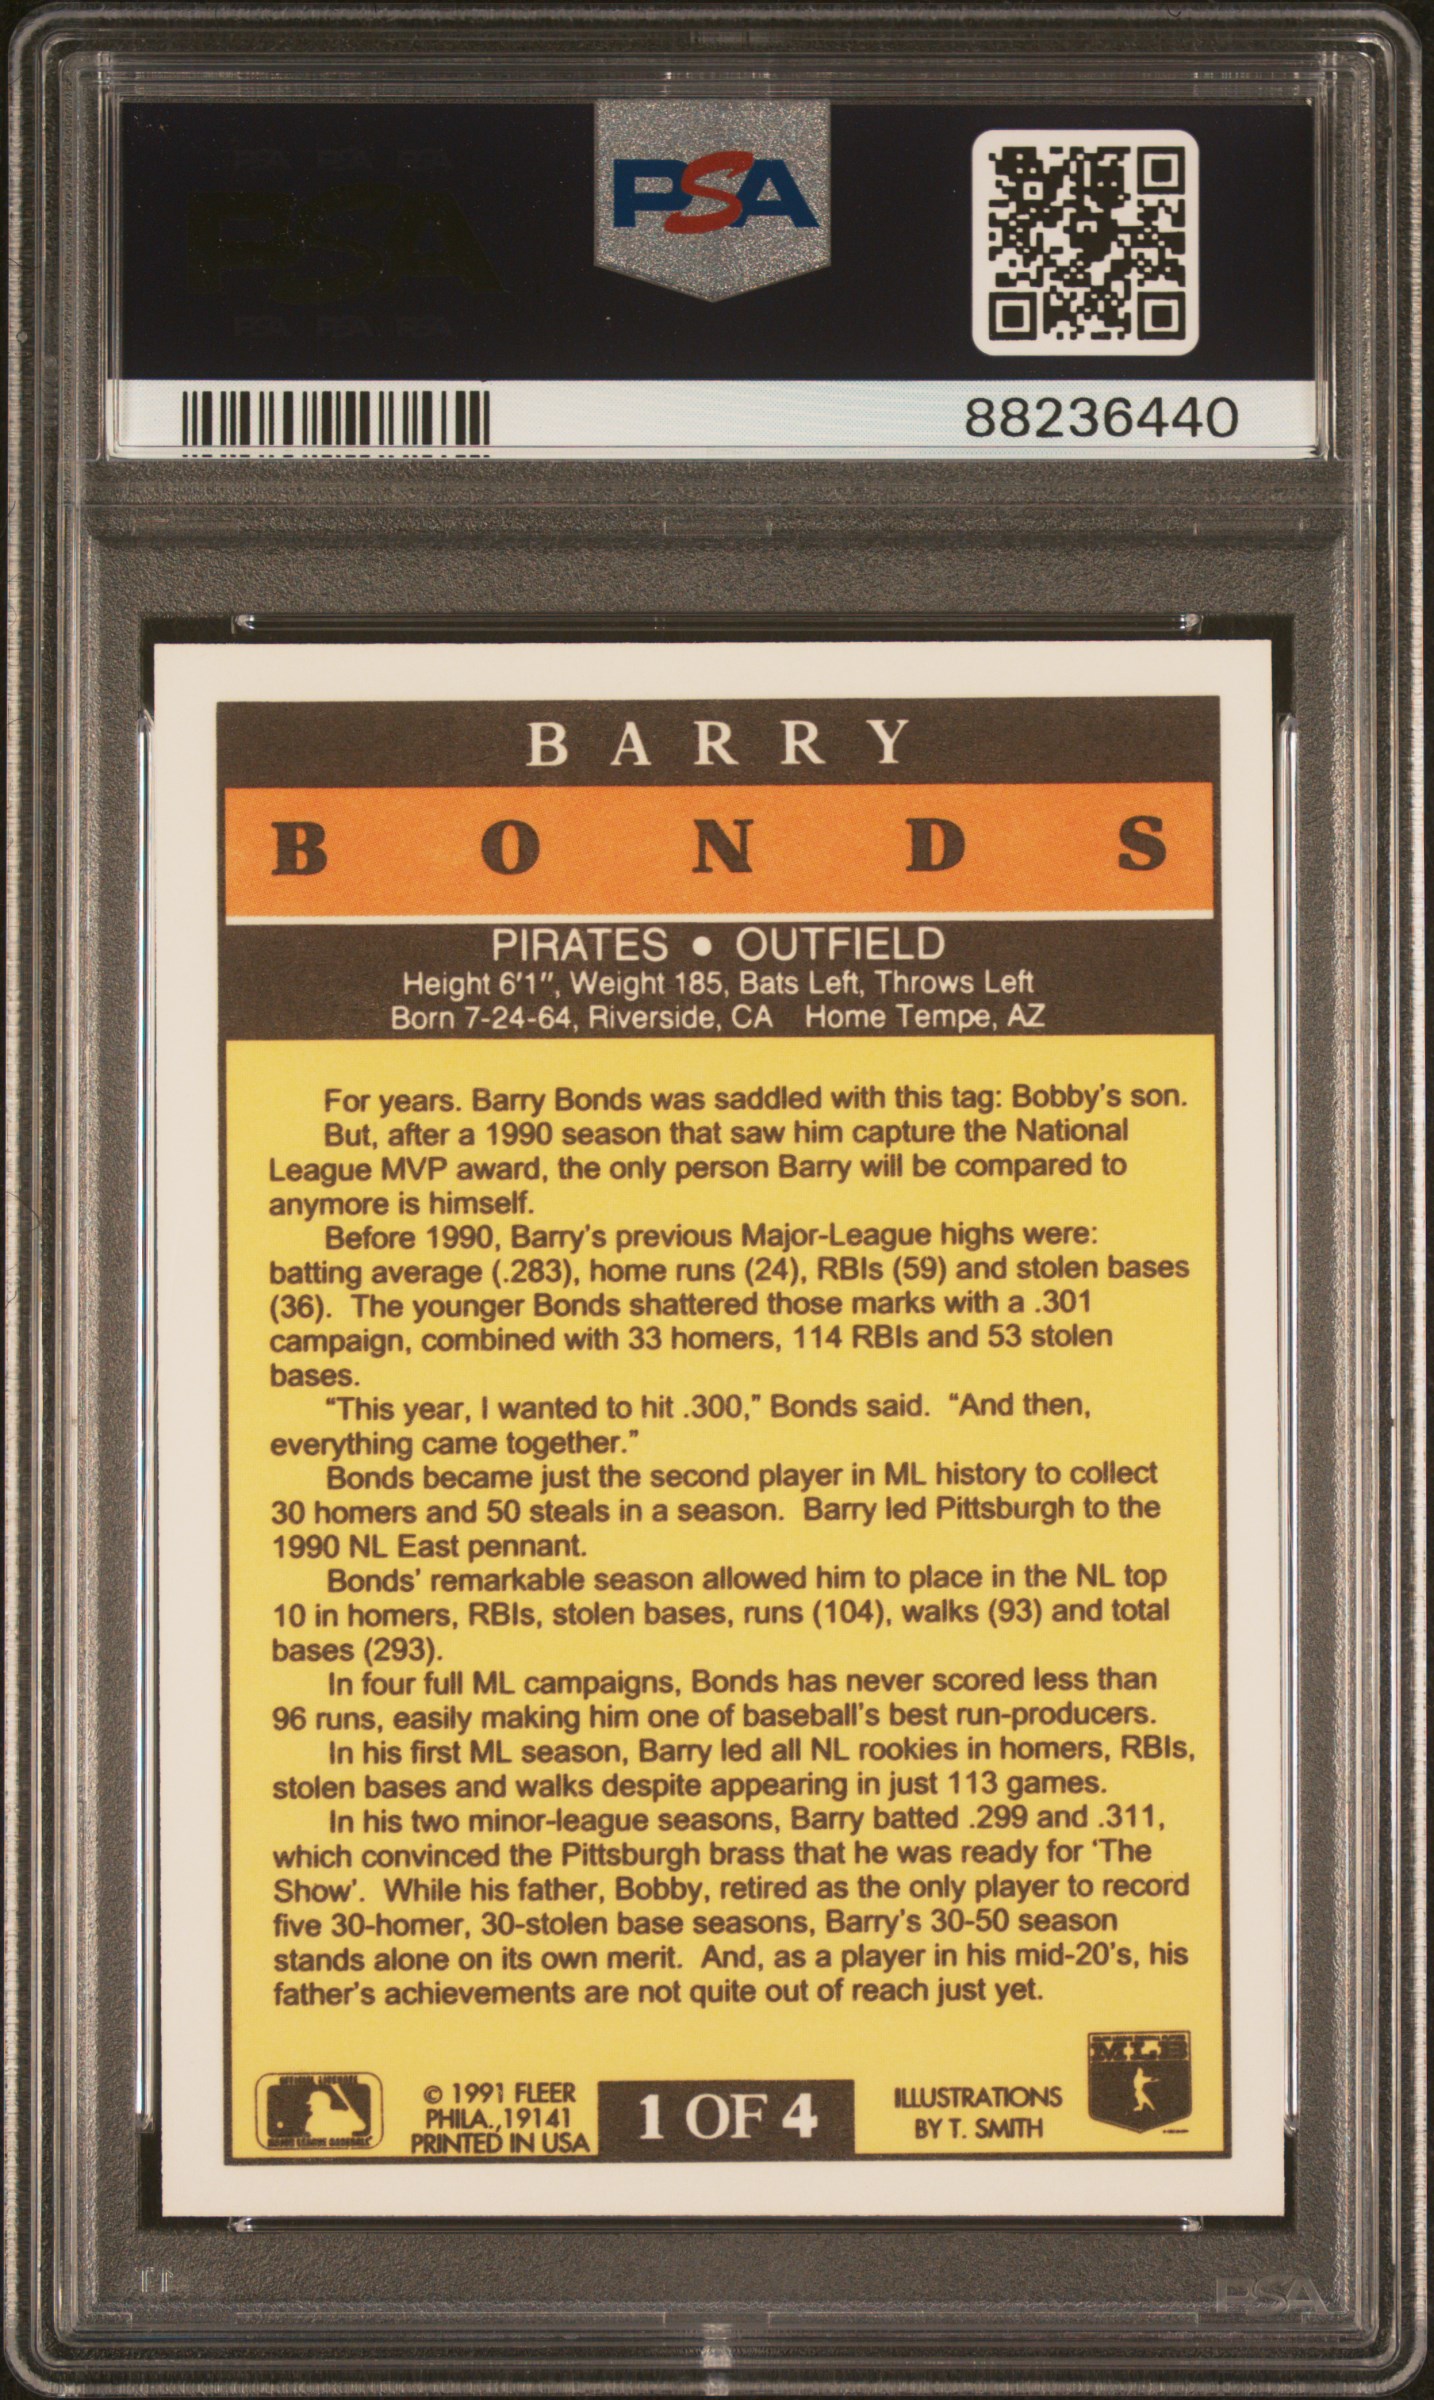 PSA
88236440
BARRY
BONDS
PIRATES • OUTFIELD
Height 6'1", Weight 185, Bats Left, Throws Left
Born 7-24-64, Riverside, CA Home Tempe, AZ
For years. Barry Bonds was saddled with this tag: Bobby's son.
But, after a 1990 season that saw him capture the National
League MVP award, the only person Barry will be compared to
anymore is himself.
Before 1990, Barry's previous Major-League highs were:
batting average (.283), home runs (24), RBIs (59) and stolen bases
(36). The younger Bonds shattered those marks with a .301
campaign, combined with 33 homers, 114 RBIs and 53 stolen
bases.
“This year, I wanted to hit .300,” Bonds said. “And then,
everything came together.”
Bonds became just the second player in ML history to collect
30 homers and 50 steals in a season. Barry led Pittsburgh to the
1990 NL East pennant.
Bonds' remarkable season allowed him to place in the NL top
10 in homers, RBIs, stolen bases, runs (104), walks (93) and total
bases (293).
In four full ML campaigns, Bonds has never scored less than
96 runs, easily making him one of baseball's best run-producers.
In his first ML season, Barry led all NL rookies in homers, RBIs,
stolen bases and walks despite appearing in just 113 games.
In his two minor-league seasons, Barry batted .299 and .311,
which convinced the Pittsburgh brass that he was ready for ‘The
Show’. While his father, Bobby, retired as the only player to record
five 30-homer, 30-stolen base seasons, Barry's 30-50 season
stands alone on its own merit. And, as a player in his mid-20's, his
father's achievements are not quite out of reach just yet.
© 1991 FLEER
PHILA., 19141
PRINTED IN USA
1 OF 4
ILLUSTRATIONS
BY T. SMITH
MLB
PSA